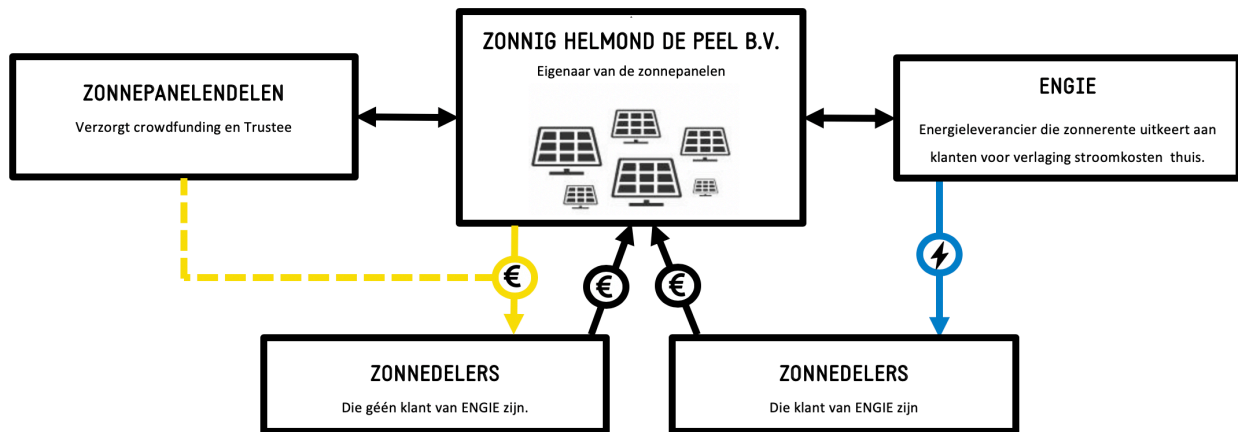 ZONNIG HELMOND DE PEEL B.V.
Eigenaar van de zonnepanelen
ZONNEPANELENDELEN
Verzorgt crowdfunding en Trustee
ENGIE
Energieleverancier die zonnerente uitkeert aan
klanten voor verlaging stroomkosten thuis.
€
€
€
ZONNEDELERS
Die géén klant van ENGIE zijn.
ZONNEDELERS
Die klant van ENGIE zijn